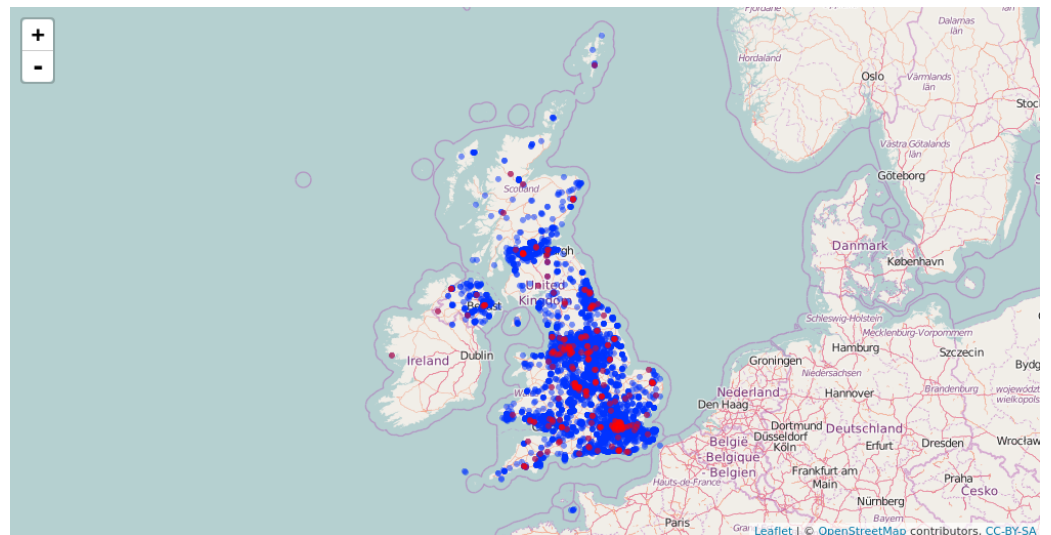 +
-
Fjordane
Hordaland
Dalarnas
län
Värmlands
län
Oslo
Stoc
Västra Götalands
län
Göteborg
Scotland
Danmark
København
United
Kingdom
Schleswig-Holstein
Mecklenburg-Vorpommern
Ireland
Dublin
Hamburg
Szczecin
Groningen
Niedersachsen
Bydg
Brandenburg
województ
wielkopols
Nederland
Den Haag
Hannover
Dortmund
Düsseldorf
Deutschland
Köln
Erfurt
Dresden
Wrocław
België
- Belgique
- Belgien
Frankfurt am
Main
Praha
Česko
Hauts-de-France
Nürnberg
Paris
Bayern
Leaflet | © OpenStreetMap contributors, CC-BY-SA